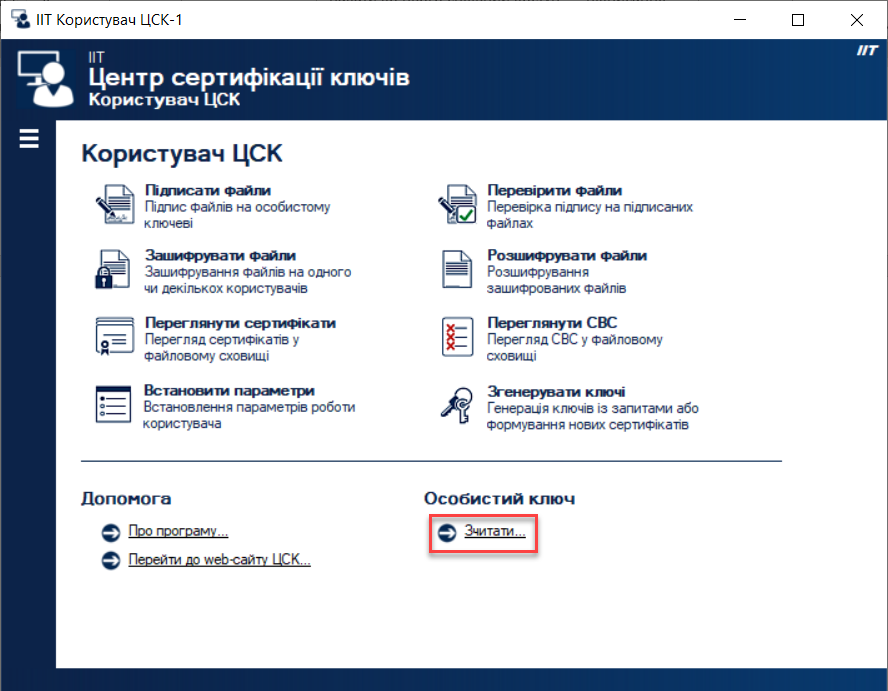 ІІТ Користувач ЦСК-1
ІІТ
Центр сертифікації ключів
Користувач ЦСК
ІІТ
Користувач ЦСК
Підписати файли
Підпис файлів на особистому
ключеві
Перевірити файли
Перевірка підпису на підписаних
файлах
Зашифрувати файли
Зашифрування файлів на одного
чи декількох користувачів
Розшифрувати файли
Розшифрування
зашифрованих файлів
Переглянути сертифікати
Перегляд сертифікатів у
файловому сховищі
Переглянути СВС
Перегляд СВС у файловому
сховищі
Встановити параметри
Встановлення параметрів роботи
користувача
Згенерувати ключі
Генерація ключів із запитами або
формування нових сертифікатів
Допомога
Про програму...
Перейти до web-сайту ЦСК...
Особистий ключ
Зчитати...